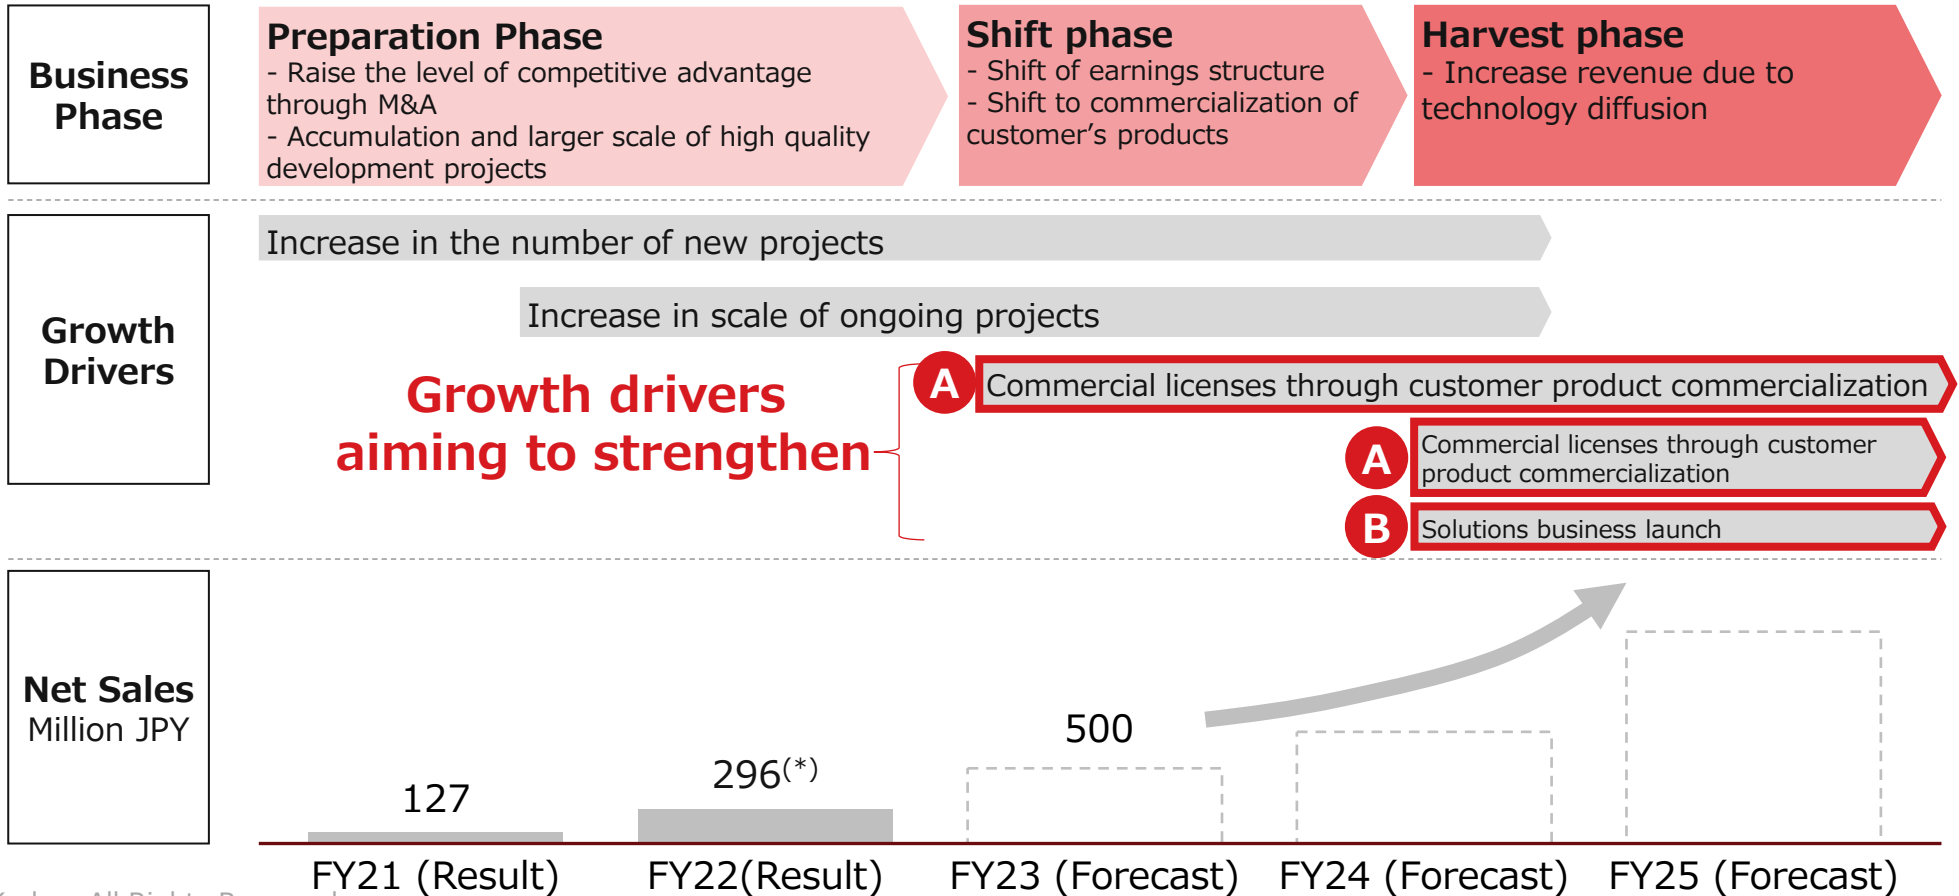 Business
Phase
Preparation Phase
- Raise the level of competitive advantage
through M&A
- Accumulation and larger scale of high quality
development projects
Shift phase
- Shift of earnings structure
- Shift to commercialization of
customer's products
Harvest phase
- Increase revenue due to
technology diffusion
Growth
Drivers
Increase in the number of new projects
Increase in scale of ongoing projects
Growth drivers
aiming to strengthen
A
Commercial licenses through customer product commercialization
A
Commercial licenses through customer
product commercialization
B
Solutions business launch
Net Sales
Million JPY
127
296(*)
500
FY21 (Result)
FY22(Result)
FY23 (Forecast)
FY24 (Forecast)
FY25 (Forecast)